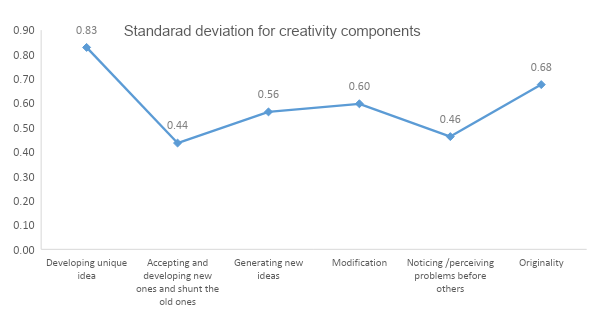 Standarad deviation for creativity components
0.90
0.80
0.70
0.60
0.50
0.40
0.30
0.20
0.10
0.00
0.83
0.44
0.56
0.60
0.46
0.68
Developing unique
idea
Accepting and
developing new
ones and shunt the
old ones
Generating new
ideas
Modification
Noticing /perceiving
problems before
others
Originality